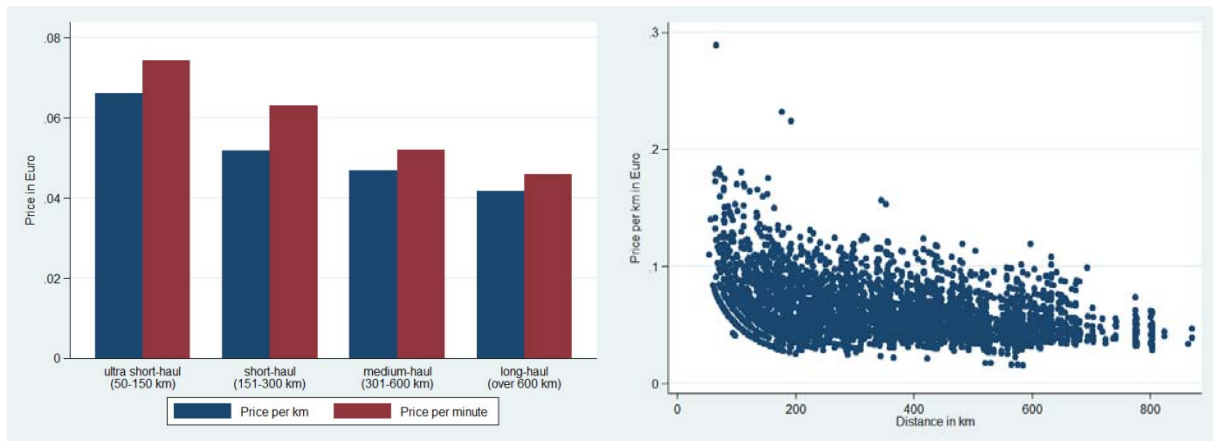 .08
.06
.04
.02
0
Price in Euro
ultra short-haul
(50-150 km)
short-haul
(151-300 km)
medium-haul
(301-600 km)
long-haul
(over 600 km)
Price per km
Price per minute
.3
.2
.1
0
Price per km in Euro
0
200
400
600
800
Distance in km